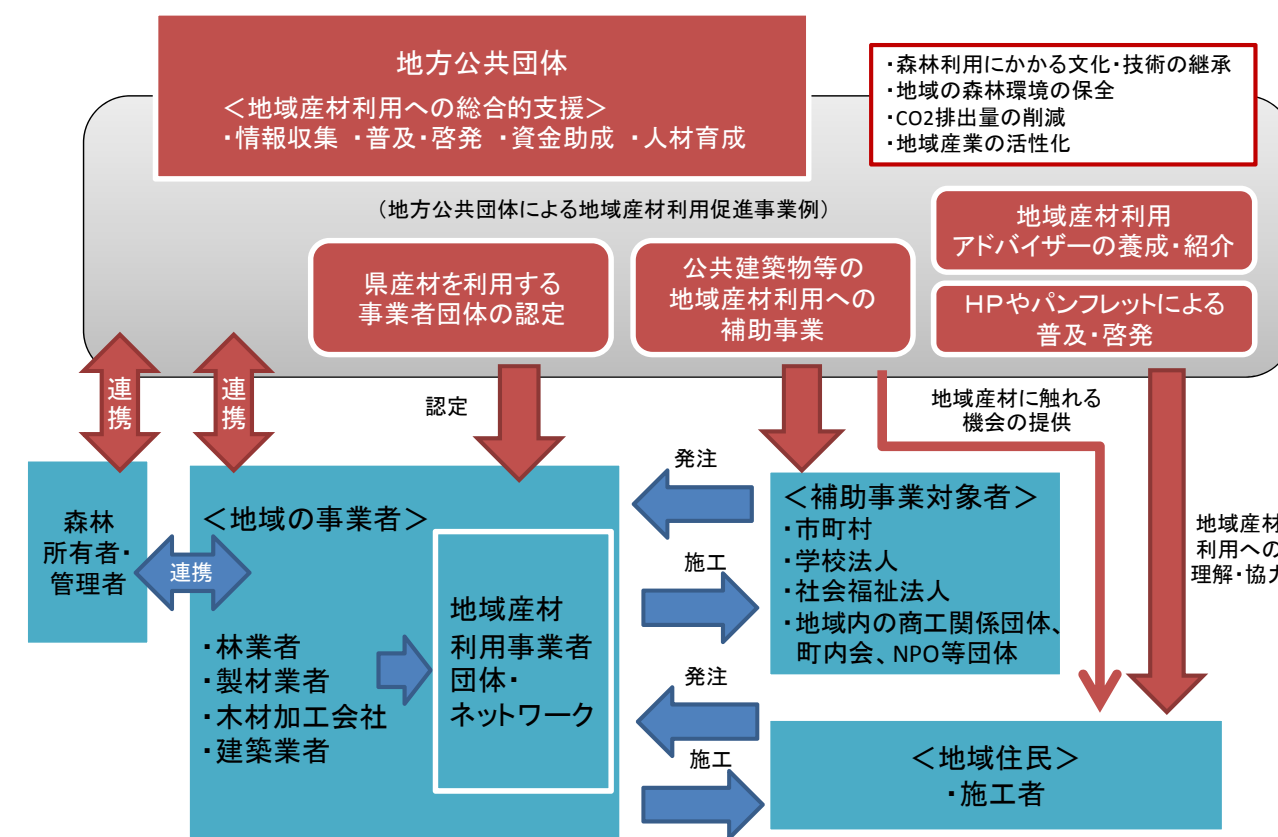 地方公共団体
＜地域産材利用への総合的支援＞
・情報収集 ・普及・啓発 ・資金助成 ・人材育成
・森林利用にかかる文化・技術の継承
・地域の森林環境の保全
・CO2排出量の削減
・地域産業の活性化
（地方公共団体による地域産材利用促進事業例）
県産材を利用する
事業者団体の認定
公共建築物等の
地域産材利用への
補助事業
地域産材利用
アドバイザーの養成・紹介
ＨＰやパンフレットによる
普及・啓発
連携
連携
認定
地域産材に触れる
機会の提供
地域産材
利用への
理解・協力
森林
所有者・
管理者
連携
＜地域の事業者＞
・林業者
・製材業者
・木材加工会社
・建築業者
地域産材
利用事業者
団体・
ネットワーク
発注
施工
発注
施工
＜補助事業対象者＞
・市町村
・学校法人
・社会福祉法人
・地域内の商工関係団体、
町内会、NPO等団体
＜地域住民＞
・施工者